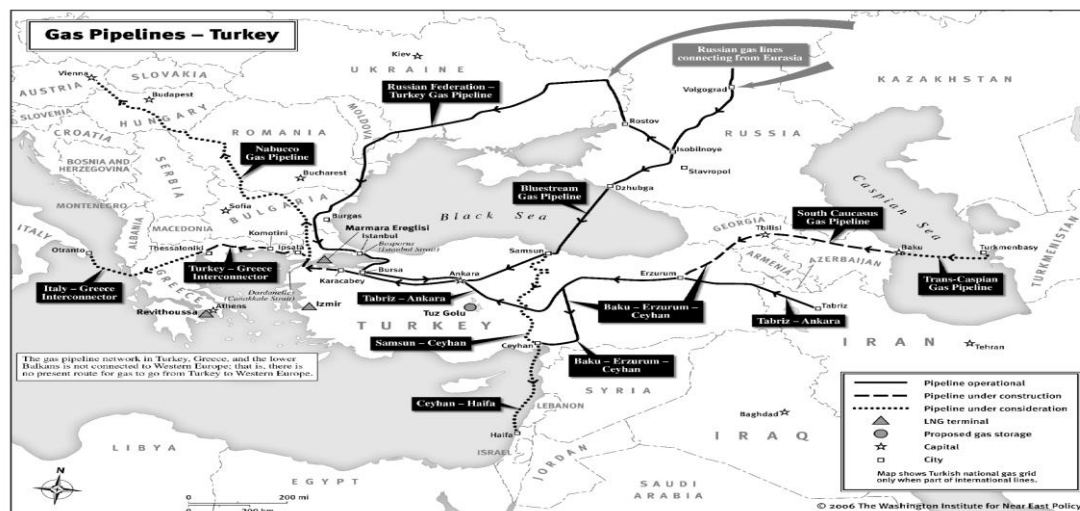 Gas Pipelines – Turkey
Kiev
UKRAINE
Russian gas lines
connecting from Eurasia
KAZAKHSTAN
Vienna
SLOVAKIA
AUSTRIA
Budapest
HUNGARY
SLOVENIA
CROATIA
Russian Federation –
Turkey Gas Pipeline
MOLDOVA
Volgograd
Rostov
RUSSIA
ROMANIA
Nabucco
Gas Pipeline
BOSNIA AND
HERZEGOVINA
SERBIA
Bucharest
Isobilnoye
Stavropol
Dzhubga
Bluestream
Gas Pipeline
Caspian Sea
MONTENEGRO
Sofia
BULGARIA
Burgas
Black Sea
South Caucasus
Gas Pipeline
GEORGIA
Tbilisi
ITALY
ALBANIA
MACEDONIA
Otranto
Thessaloniki
Komotini
Ipsala
Marmara Ereglisi
Istanbul
Bosporus
(Istanbul Strait)
Samsun
ARMENIA
AZERBAIJAN
Baku
Turkmenbasy
TURKMENISTAN
Turkey – Greece
Interconnector
Italy – Greece
Interconnector
GREECE
Dardanelles
(Canakkale Strait)
Karacabey
Bursa
Ankara
Erzurum
Trans-Caspian
Gas Pipeline
Tabriz – Ankara
Baku – Erzurum –
Ceyhan
Tabriz
Tabriz – Ankara
Athens
Revithoussa
Izmir
Tuz Golu
TURKEY
Samsun – Ceyhan
Ceyhan
Baku – Erzurum –
Ceyhan
IRAN
Tehran
The gas pipeline network in Turkey, Greece, and the lower
Balkans is not connected to Western Europe; that is, there is
no present route for gas to go from Turkey to Western Europe.
SYRIA
Ceyhan – Haifa
LEBANON
Haifa
ISRAEL
JORDAN
Baghdad
IRAQ
LIBYA
EGYPT
SAUDI
ARABIA
N
0 200 mi
0 200 km
Pipeline operational
Pipeline under construction
Pipeline under consideration
LNG terminal
Proposed gas storage
Capital
City
Map shows Turkish national gas grid
only when part of international lines.
© 2006 The Washington Institute for Near East Policy